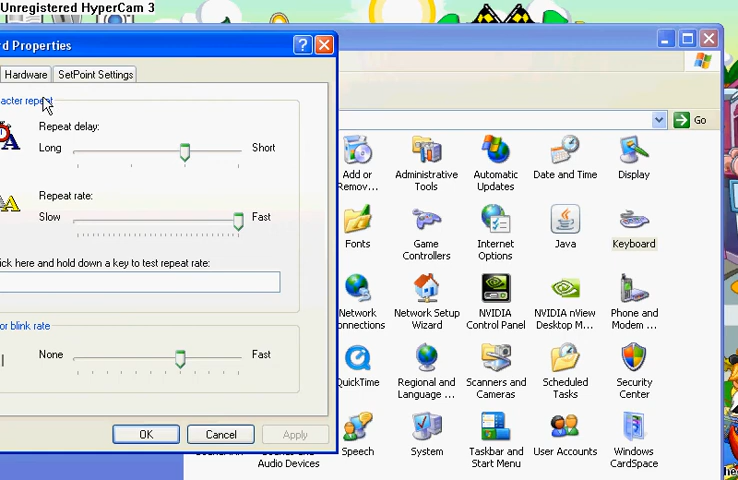 Unregistered HyperCam 3
rd Properties
Hardware
SetPoint Settings
acter repeat
Repeat delay:
Long
Short
Repeat rate:
Slow
Fast
ick here and hold down a key to test repeat rate:
or blink rate
None
Fast
OK
Cancel
Apply
Go
Add or Remov...
Administrative Tools
Automatic Updates
Date and Time
Display
Fonts
Game Controllers
Internet Options
Java
Keyboard
Network Connections
Network Setup Wizard
NVIDIA Control Panel
NVIDIA nView Desktop M...
Phone and Modem ...
QuickTime
Regional and Language ...
Scanners and Cameras
Scheduled Tasks
Security Center
Speech
System
Taskbar and Start Menu
User Accounts
Windows CardSpace
Audio Devices